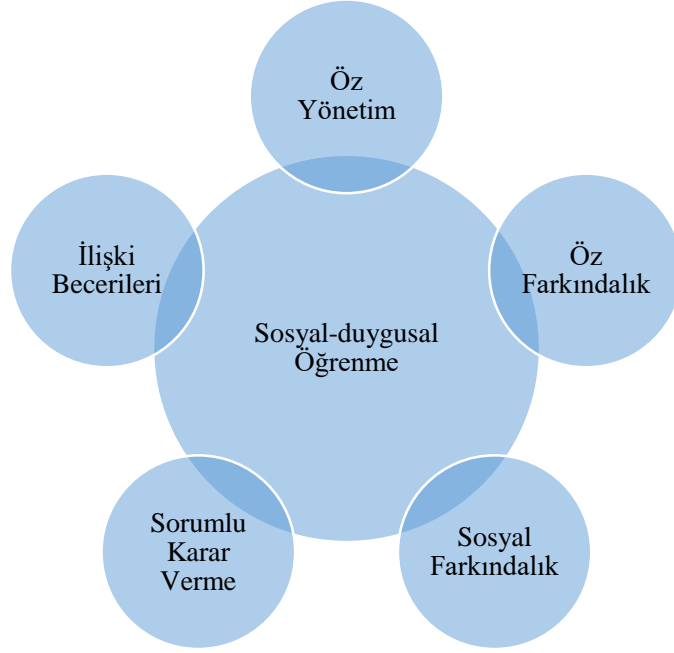 Öz
Yönetim
İlişki
Becerileri
Öz
Farkındalık
Sosyal-duygusal
Öğrenme
Sorumlu
Karar
Verme
Sosyal
Farkındalık